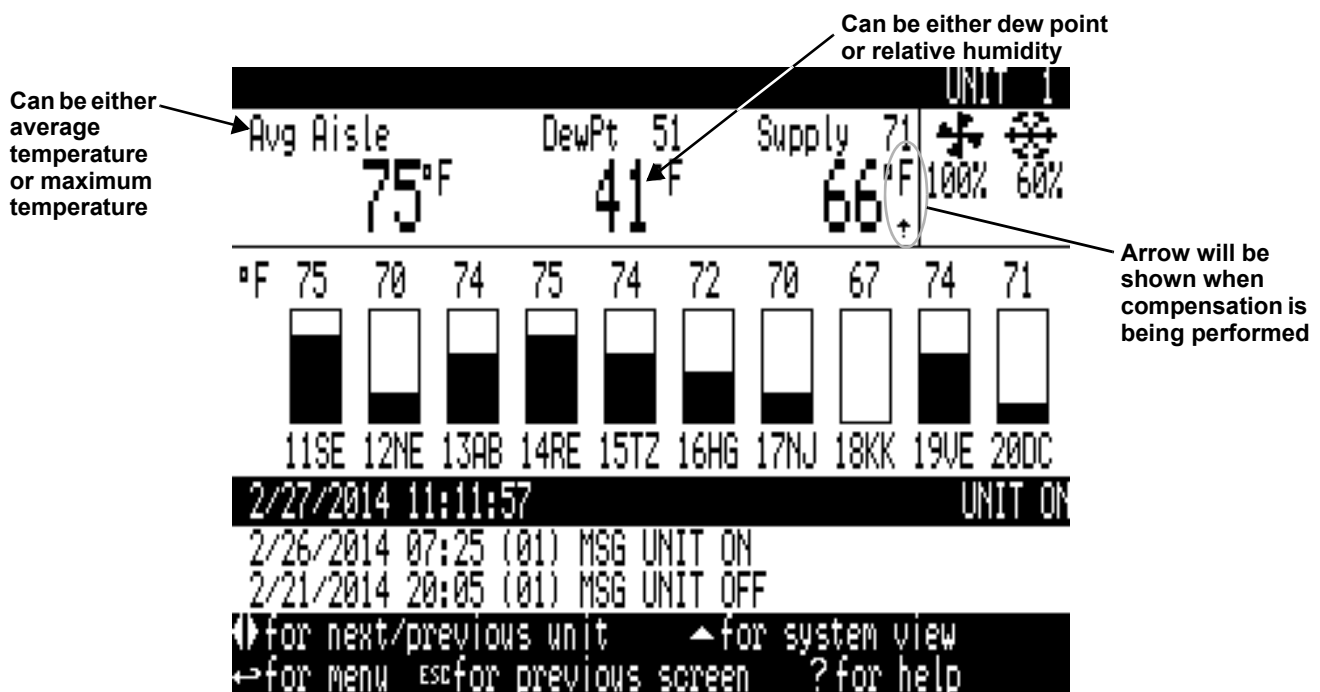 Can be either dew point
or relative humidity
Can be either
average
temperature
or maximum
temperature
UNIT 1
Avg Aisle DewPt 51 Supply 71
75°F 41°F 66°F 100% 60%
Arrow will be
shown when
compensation is
being performed
°F 75 70 74 75 74 72 70 67 74 71
11SE 12NE 13AB 14RE 15TZ 16HG 17NJ 18KK 19VE 20DC
2/27/2014 11:11:57 UNIT ON
2/26/2014 07:25 (01) MSG UNIT ON
2/21/2014 20:05 (01) MSG UNIT OFF
for next/previous unit for system view
for menu ESC for previous screen ? for help